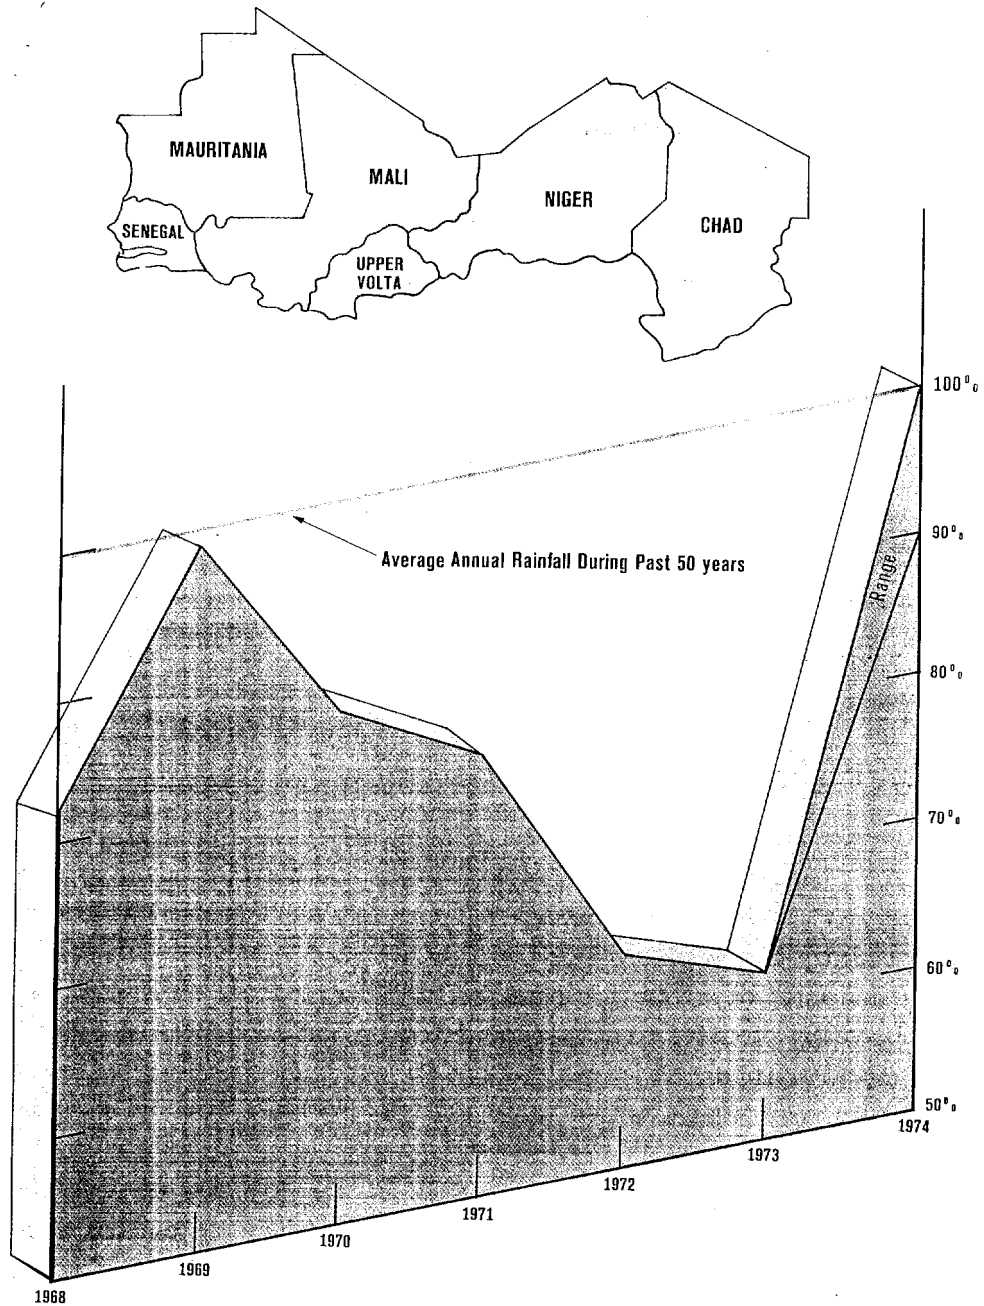 MAURITANIA
MALI
NIGER
CHAD
SENEGAL
UPPER
VOLTA
100%
Average Annual Rainfall During Past 50 years
90%
Range
80%
70%
60%
50%
1974
1973
1972
1971
1970
1969
1968